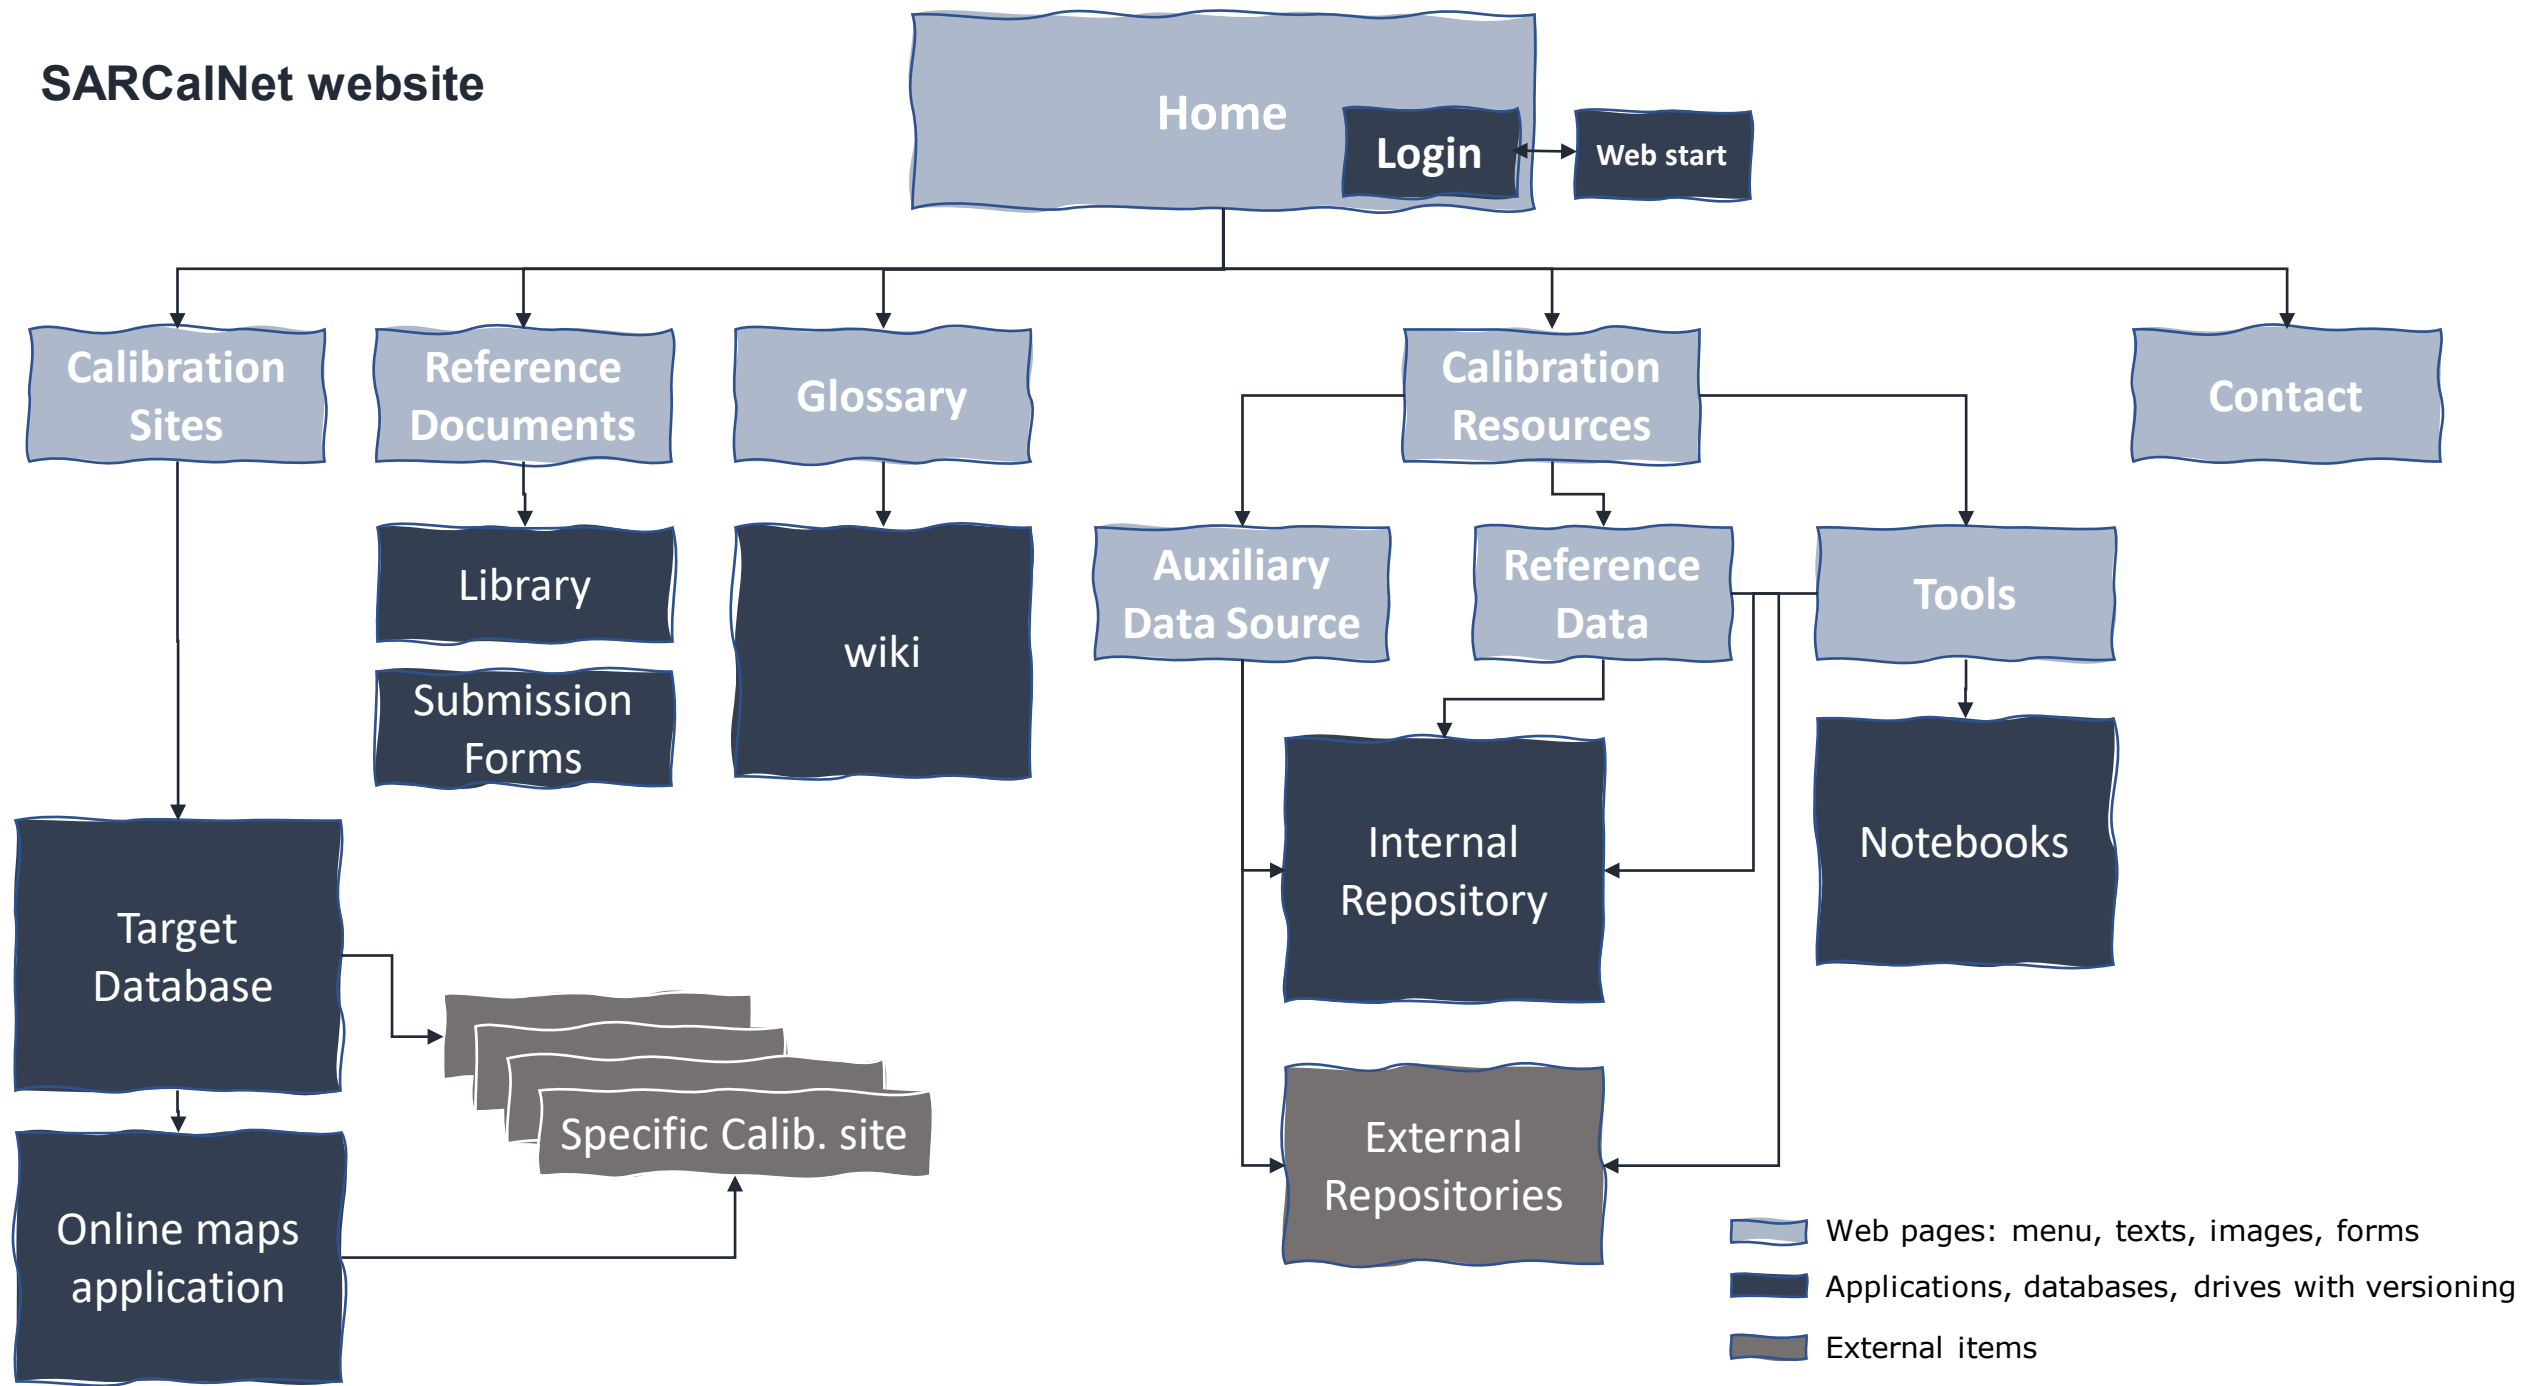 SARCalNet website
Home
Login
Web start
Calibration
Sites
Reference
Documents
Glossary
Calibration
Resources
Contact
Library
Submission
Forms
wiki
Auxiliary
Data Source
Reference
Data
Tools
Internal
Repository
Notebooks
Target
Database
Specific Calib. site
Online maps
application
External
Repositories
Web pages: menu, texts, images, forms
Applications, databases, drives with versioning
External items